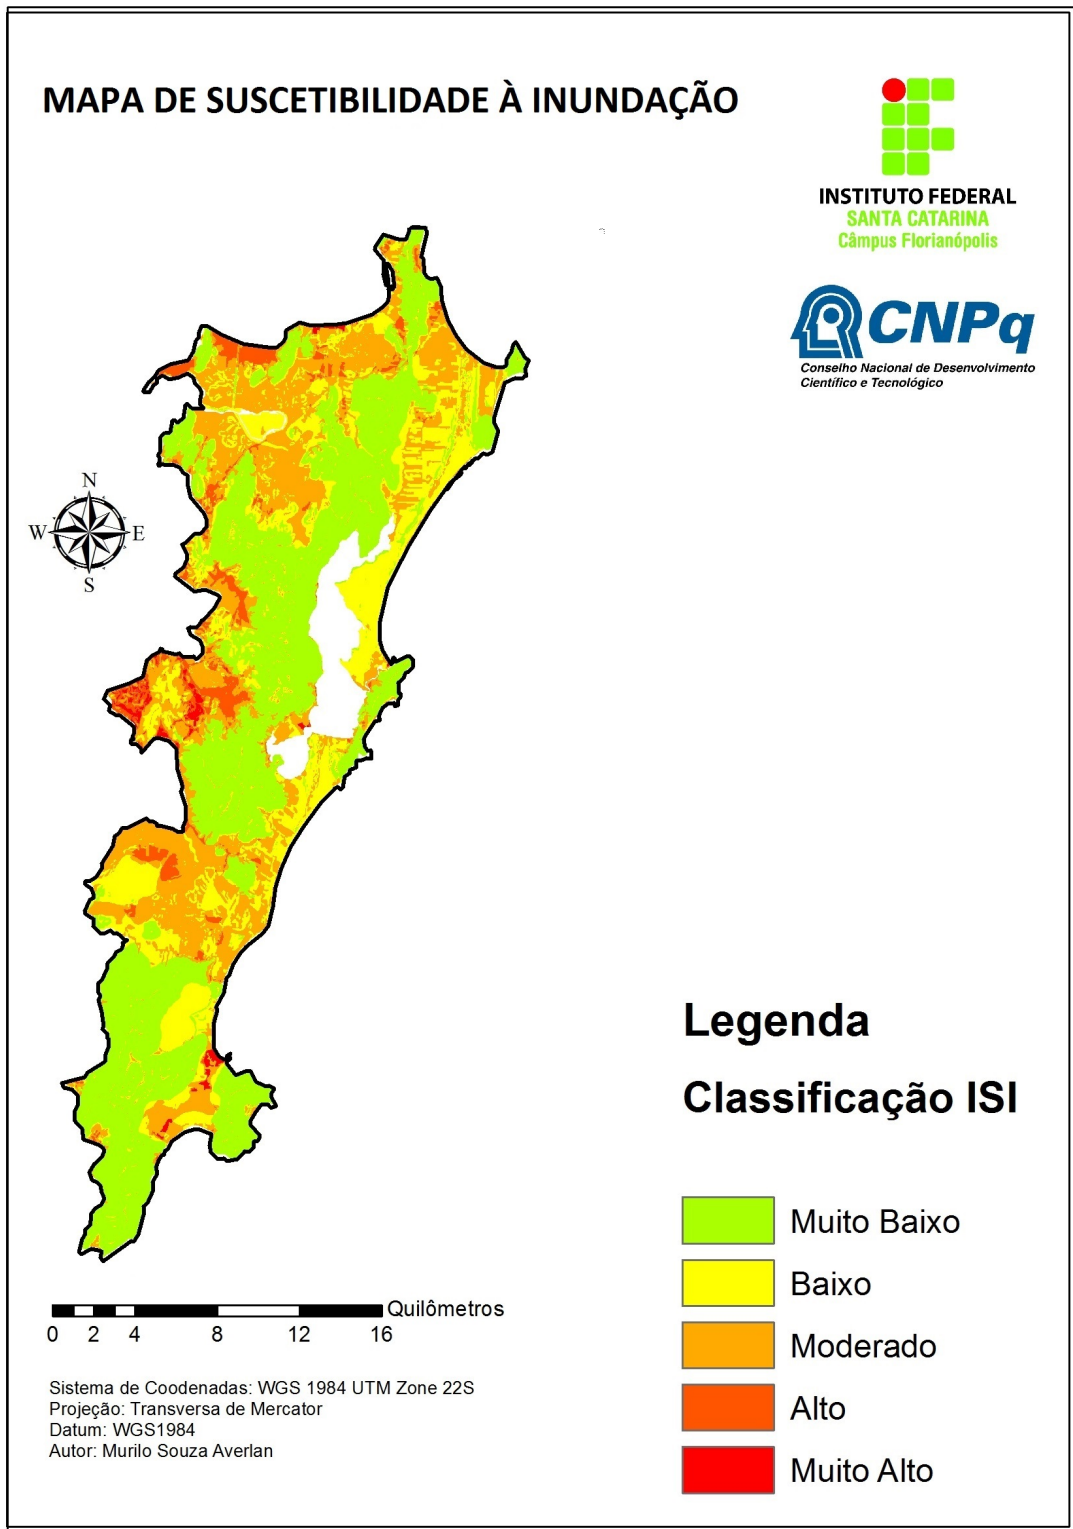 MAPA DE SUSCETIBILIDADE À INUNDAÇÃO
INSTITUTO FEDERAL
SANTA CATARINA
Câmpus Florianópolis
CNPq
Conselho Nacional de Desenvolvimento
Científico e Tecnológico
N
W E
S
Legenda
Classificação ISI
Muito Baixo
Baixo
Moderado
Alto
Muito Alto
Quilômetros
0 2 4 8 12 16
Sistema de Coodenadas: WGS 1984 UTM Zone 22S
Projeção: Transversa de Mercator
Datum: WGS1984
Autor: Murilo Souza Averlan